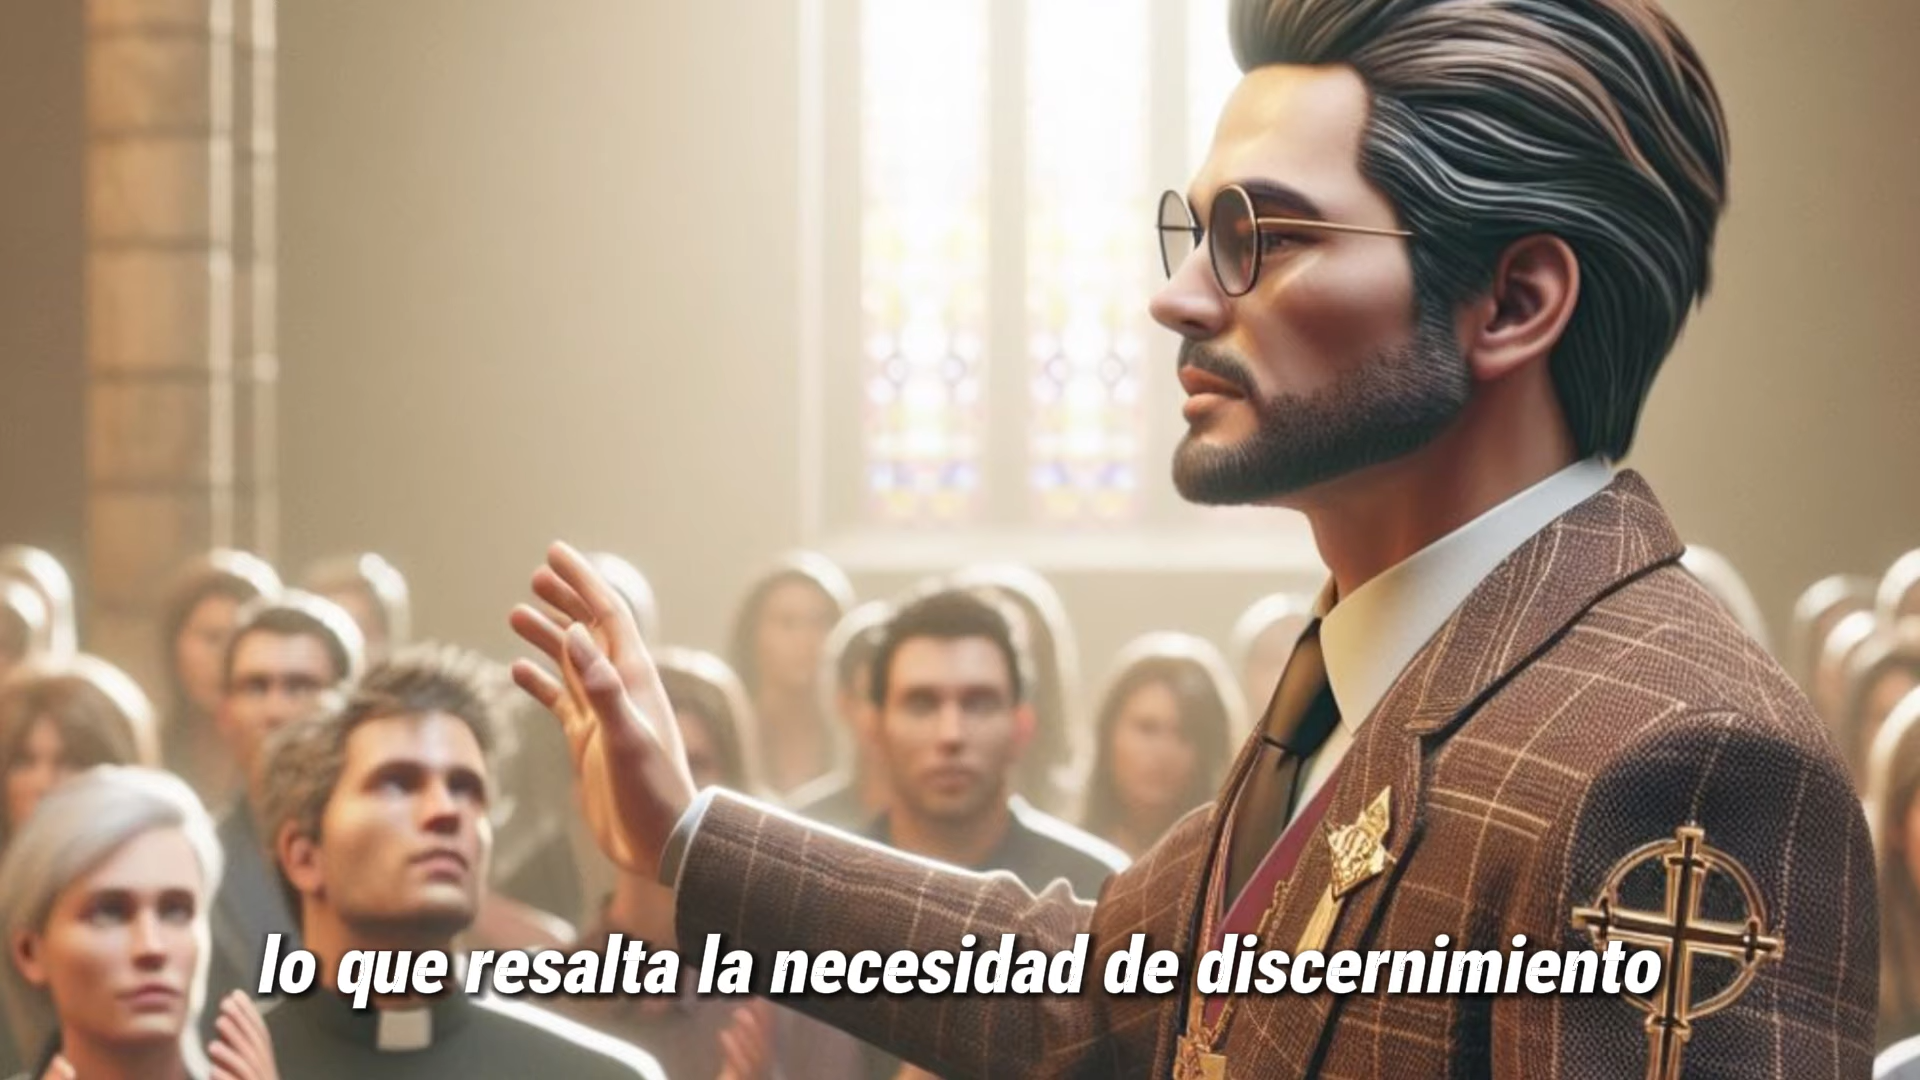 lo que resalta la necesidad de discernimiento